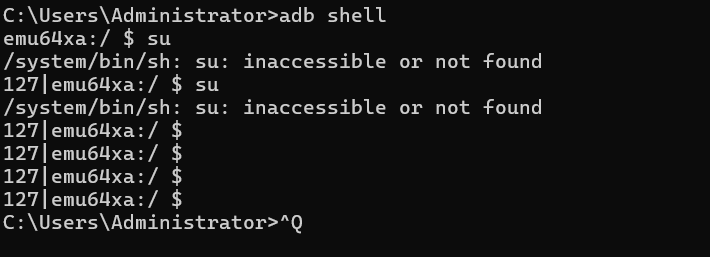 C:\Users\Administrator>adb shell
emu64xa:/ $ su
/system/bin/sh: su: inaccessible or not found
127|emu64xa:/ $ su
/system/bin/sh: su: inaccessible or not found
127|emu64xa:/ $
127|emu64xa:/ $
127|emu64xa:/ $
127|emu64xa:/ $
C:\Users\Administrator>^Q